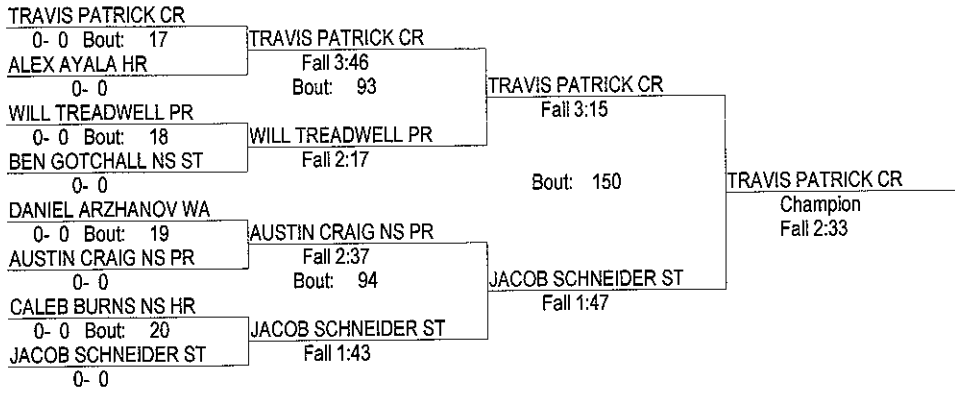 TRAVIS PATRICK CR
0- 0 Bout: 17
ALEX AYALA HR
0- 0
WILL TREADWELL PR
0- 0 Bout: 18
BEN GOTCHALL NS ST
0- 0
DANIEL ARZHANOV WA
0- 0 Bout: 19
AUSTIN CRAIG NS PR
0- 0
CALEB BURNS NS HR
0- 0 Bout: 20
JACOB SCHNEIDER ST
0- 0
TRAVIS PATRICK CR
Fall 3:46
Bout: 93
WILL TREADWELL PR
Fall 2:17
AUSTIN CRAIG NS PR
Fall 2:37
Bout: 94
JACOB SCHNEIDER ST
Fall 1:43
TRAVIS PATRICK CR
Fall 3:15
Bout: 150
JACOB SCHNEIDER ST
Fall 1:47
TRAVIS PATRICK CR
Champion
Fall 2:33